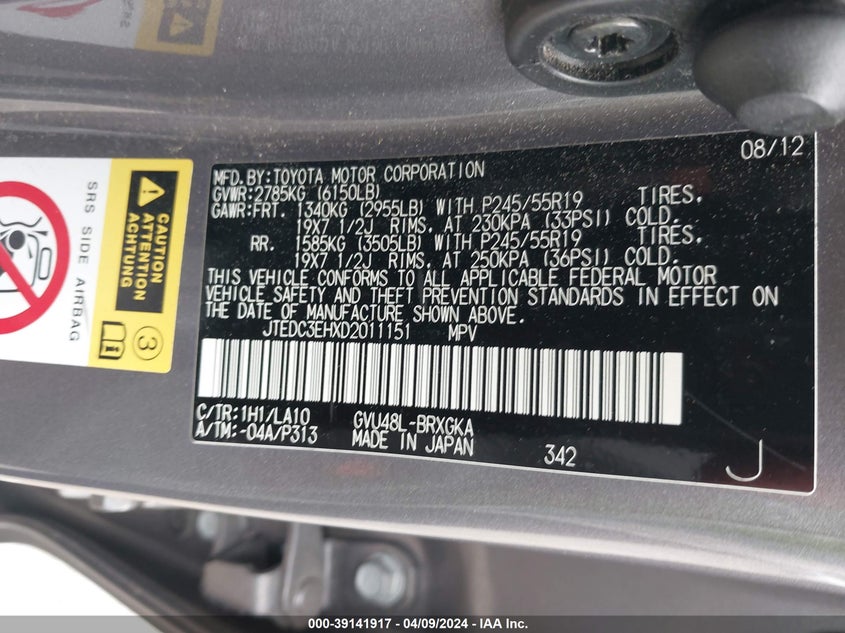 08/12
MFD. BY: TOYOTA MOTOR CORPORATION
GVWR: 2785KG (6150LB)
GAWR: FRT. 1340KG (2955LB) WITH P245/55R19 TIRES.
19X7 1/2J RIMS. AT 230KPA (33PSI) COLD.
RR. 1585KG (3505LB) WITH P245/55R19 TIRES.
19X7 1/2J RIMS. AT 250KPA (36PSI) COLD.
THIS VEHICLE CONFORMS TO ALL APPLICABLE FEDERAL MOTOR
VEHICLE SAFETY AND THEFT PREVENTION STANDARDS IN EFFECT ON
THE DATE OF MANUFACTURE SHOWN ABOVE.
JTEDC3EHXD2011151 MPV
C/TR: 1H1/LA10 GVU48L-BRXGKA
A/TM: -04A/P313 MADE IN JAPAN 342
J
SRS SIDE AIRBAG
CAUTION
ATTENTION
ACHTUNG
3
000-39141917 - 04/09/2024 - IAA Inc.